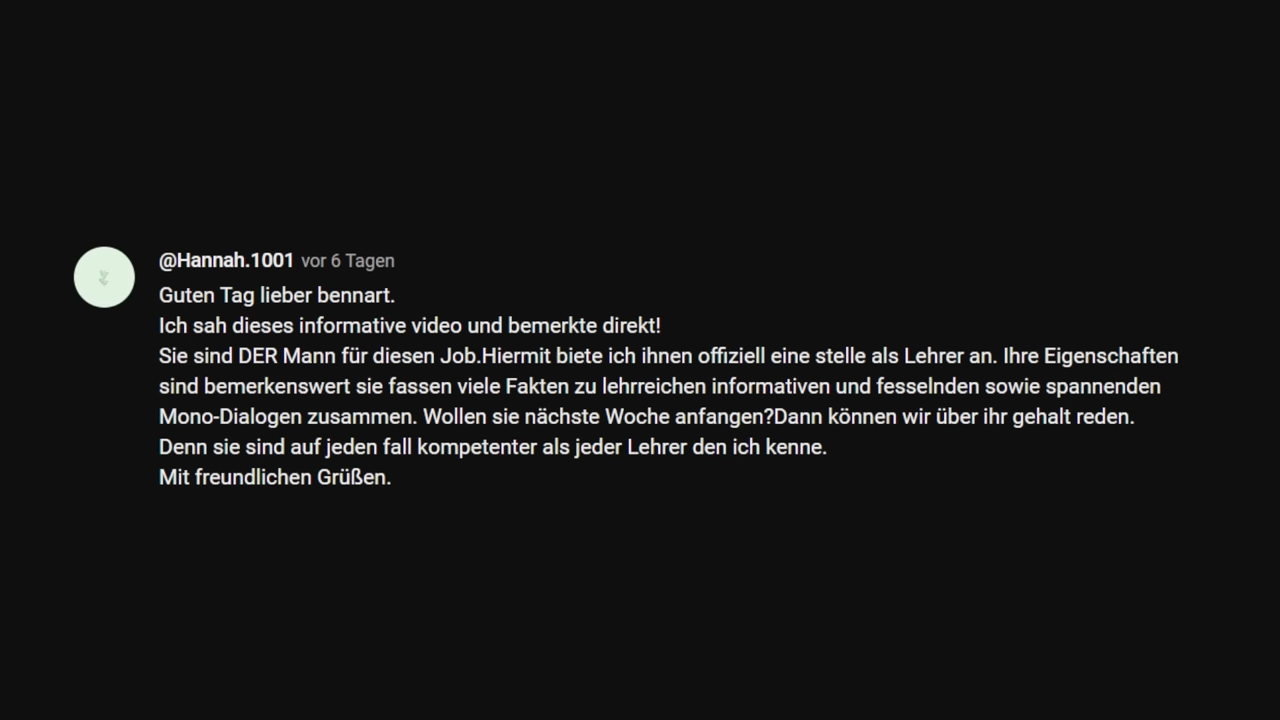 @Hannah.1001 vor 6 Tagen
Guten Tag lieber bennart.
Ich sah dieses informative video und bemerkte direkt!
Sie sind DER Mann für diesen Job.Hiermit biete ich ihnen offiziell eine stelle als Lehrer an. Ihre Eigenschaften
sind bemerkenswert sie fassen viele Fakten zu lehrreichen informativen und fesselnden sowie spannenden
Mono-Dialogen zusammen. Wollen sie nächste Woche anfangen?Dann können wir über ihr gehalt reden.
Denn sie sind auf jeden fall kompetenter als jeder Lehrer den ich kenne.
Mit freundlichen Grüßen.